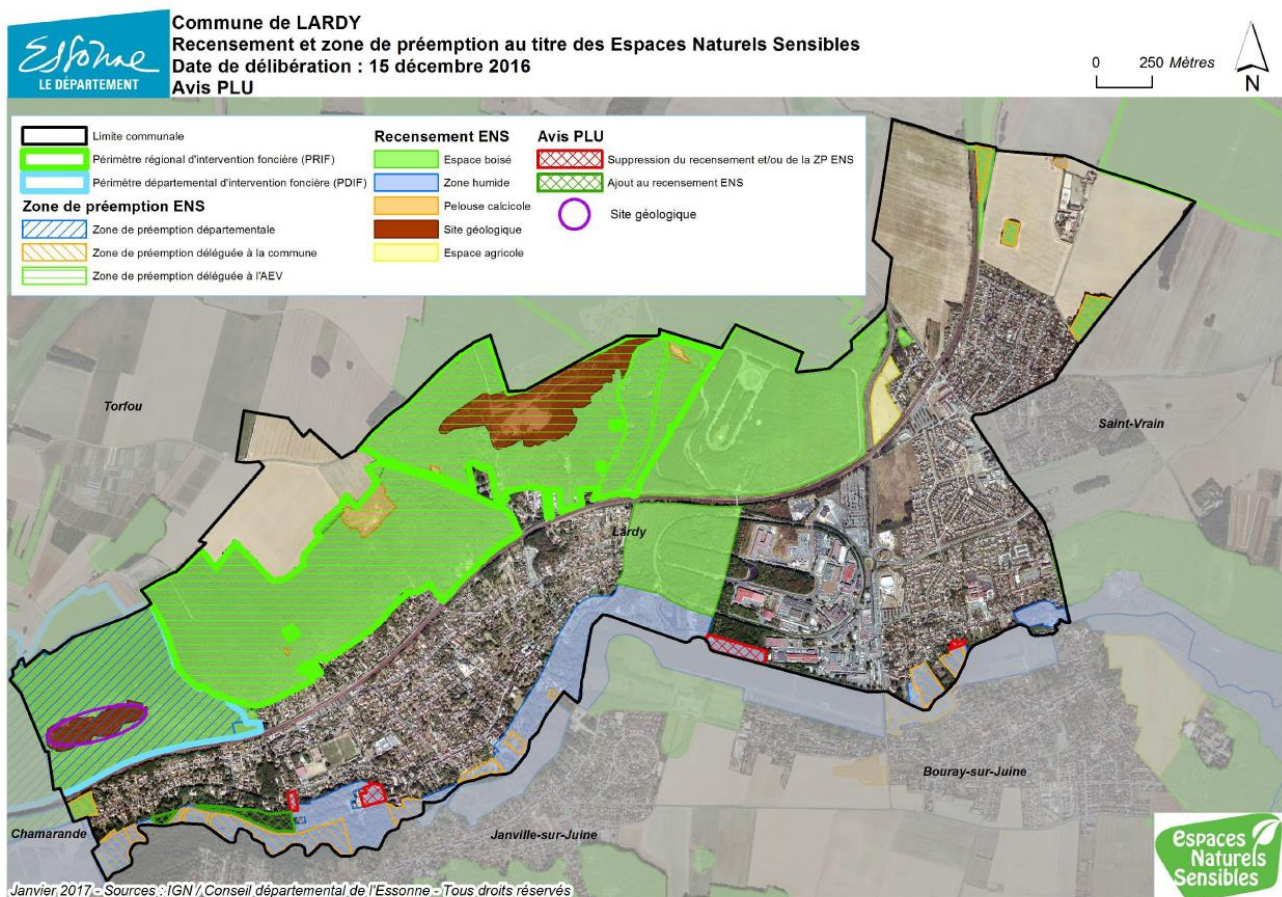 Essonne
LE DÉPARTEMENT
Commune de LARDY
Recensement et zone de préemption au titre des Espaces Naturels Sensibles
Date de délibération : 15 décembre 2016
Avis PLU
0 250 Mètres
N
Limite communale
Périmètre régional d'intervention foncière (PRIF)
Périmètre départemental d'intervention foncière (PDIF)
Zone de préemption ENS
Zone de préemption départementale
Zone de préemption déléguée à la commune
Zone de préemption déléguée à l'AEV
Recensement ENS
Espace boisé
Zone humide
Pelouse calcicole
Site géologique
Espace agricole
Avis PLU
Suppression du recensement et/ou de la ZP ENS
Ajout au recensement ENS
Site géologique
Torfou
Saint-Vrain
Lardy
Bouray-sur-Juine
Chamarande
Janville-sur-Juine
espaces
Naturels
Sensibles
Janvier 2017 - Sources : IGN / Conseil départemental de l'Essonne - Tous droits réservés